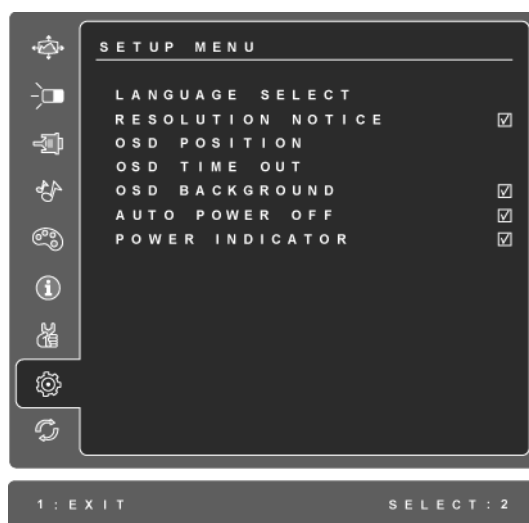 SETUP MENU
LANGUAGE SELECT
RESOLUTION NOTICE ☑
OSD POSITION
OSD TIME OUT
OSD BACKGROUND ☑
AUTO POWER OFF ☑
POWER INDICATOR ☑
1:EXIT SELECT:2